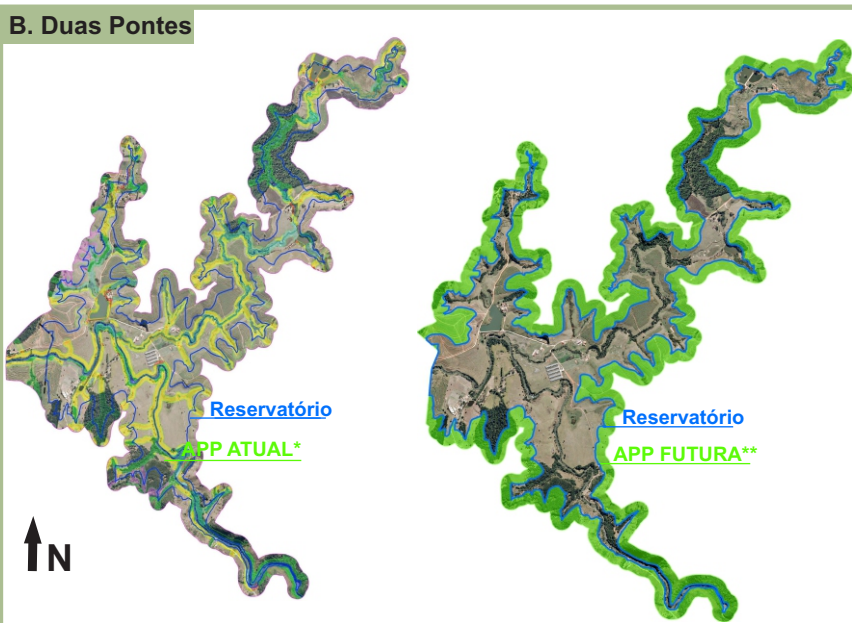 B. Duas Pontes
Reservatório
APP ATUAL*
Reservatório
APP FUTURA**
N